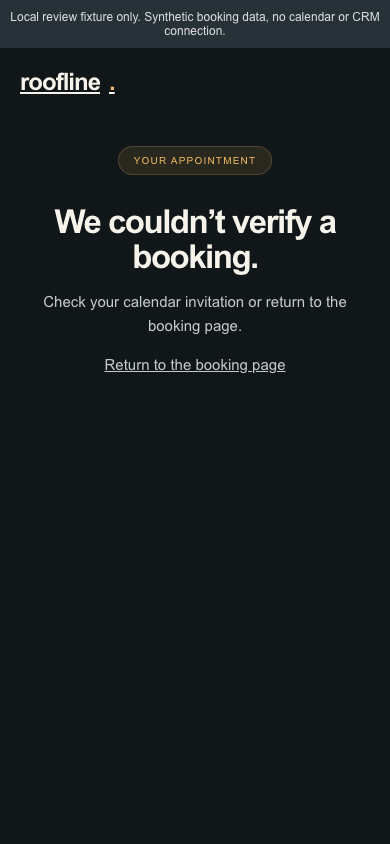 Local review fixture only. Synthetic booking data, no calendar or CRM
connection.
roofline .
YOUR APPOINTMENT
We couldn’t verify a
booking.
Check your calendar invitation or return to the
booking page.
Return to the booking page